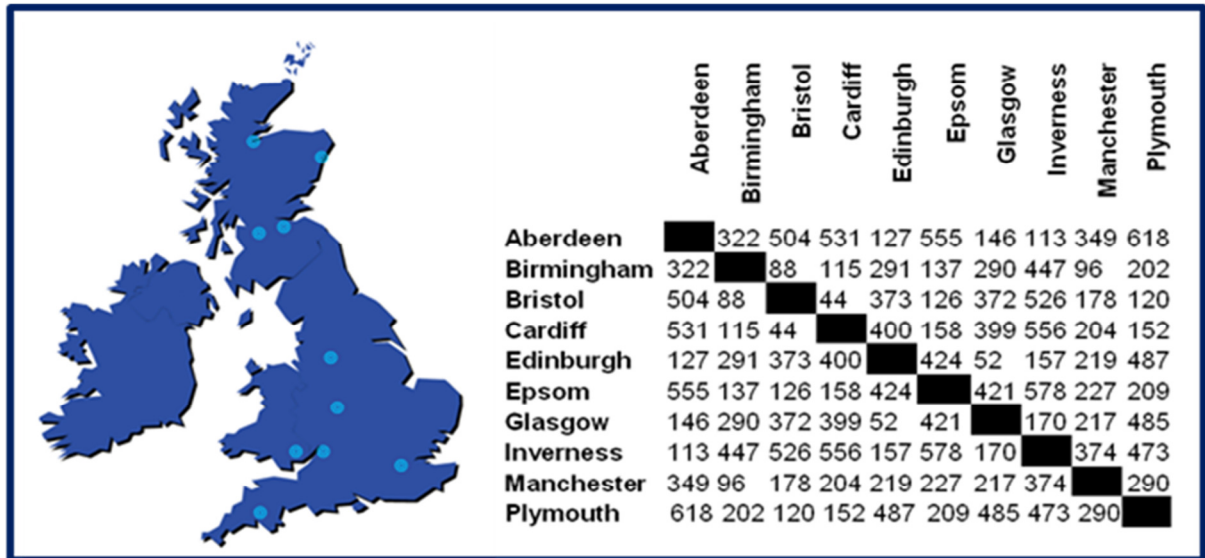 Aberdeen Birmingham Bristol Cardiff Edinburgh Epsom Glasgow Inverness Manchester Plymouth
Aberdeen 322 504 531 127 555 146 113 349 618
Birmingham 322 88 115 291 137 290 447 96 202
Bristol 504 88 44 373 126 372 526 178 120
Cardiff 531 115 44 400 158 399 556 204 152
Edinburgh 127 291 373 400 424 52 157 219 487
Epsom 555 137 126 158 424 421 578 227 209
Glasgow 146 290 372 399 52 421 170 217 485
Inverness 113 447 526 556 157 578 170 374 473
Manchester 349 96 178 204 219 227 217 374 290
Plymouth 618 202 120 152 487 209 485 473 290